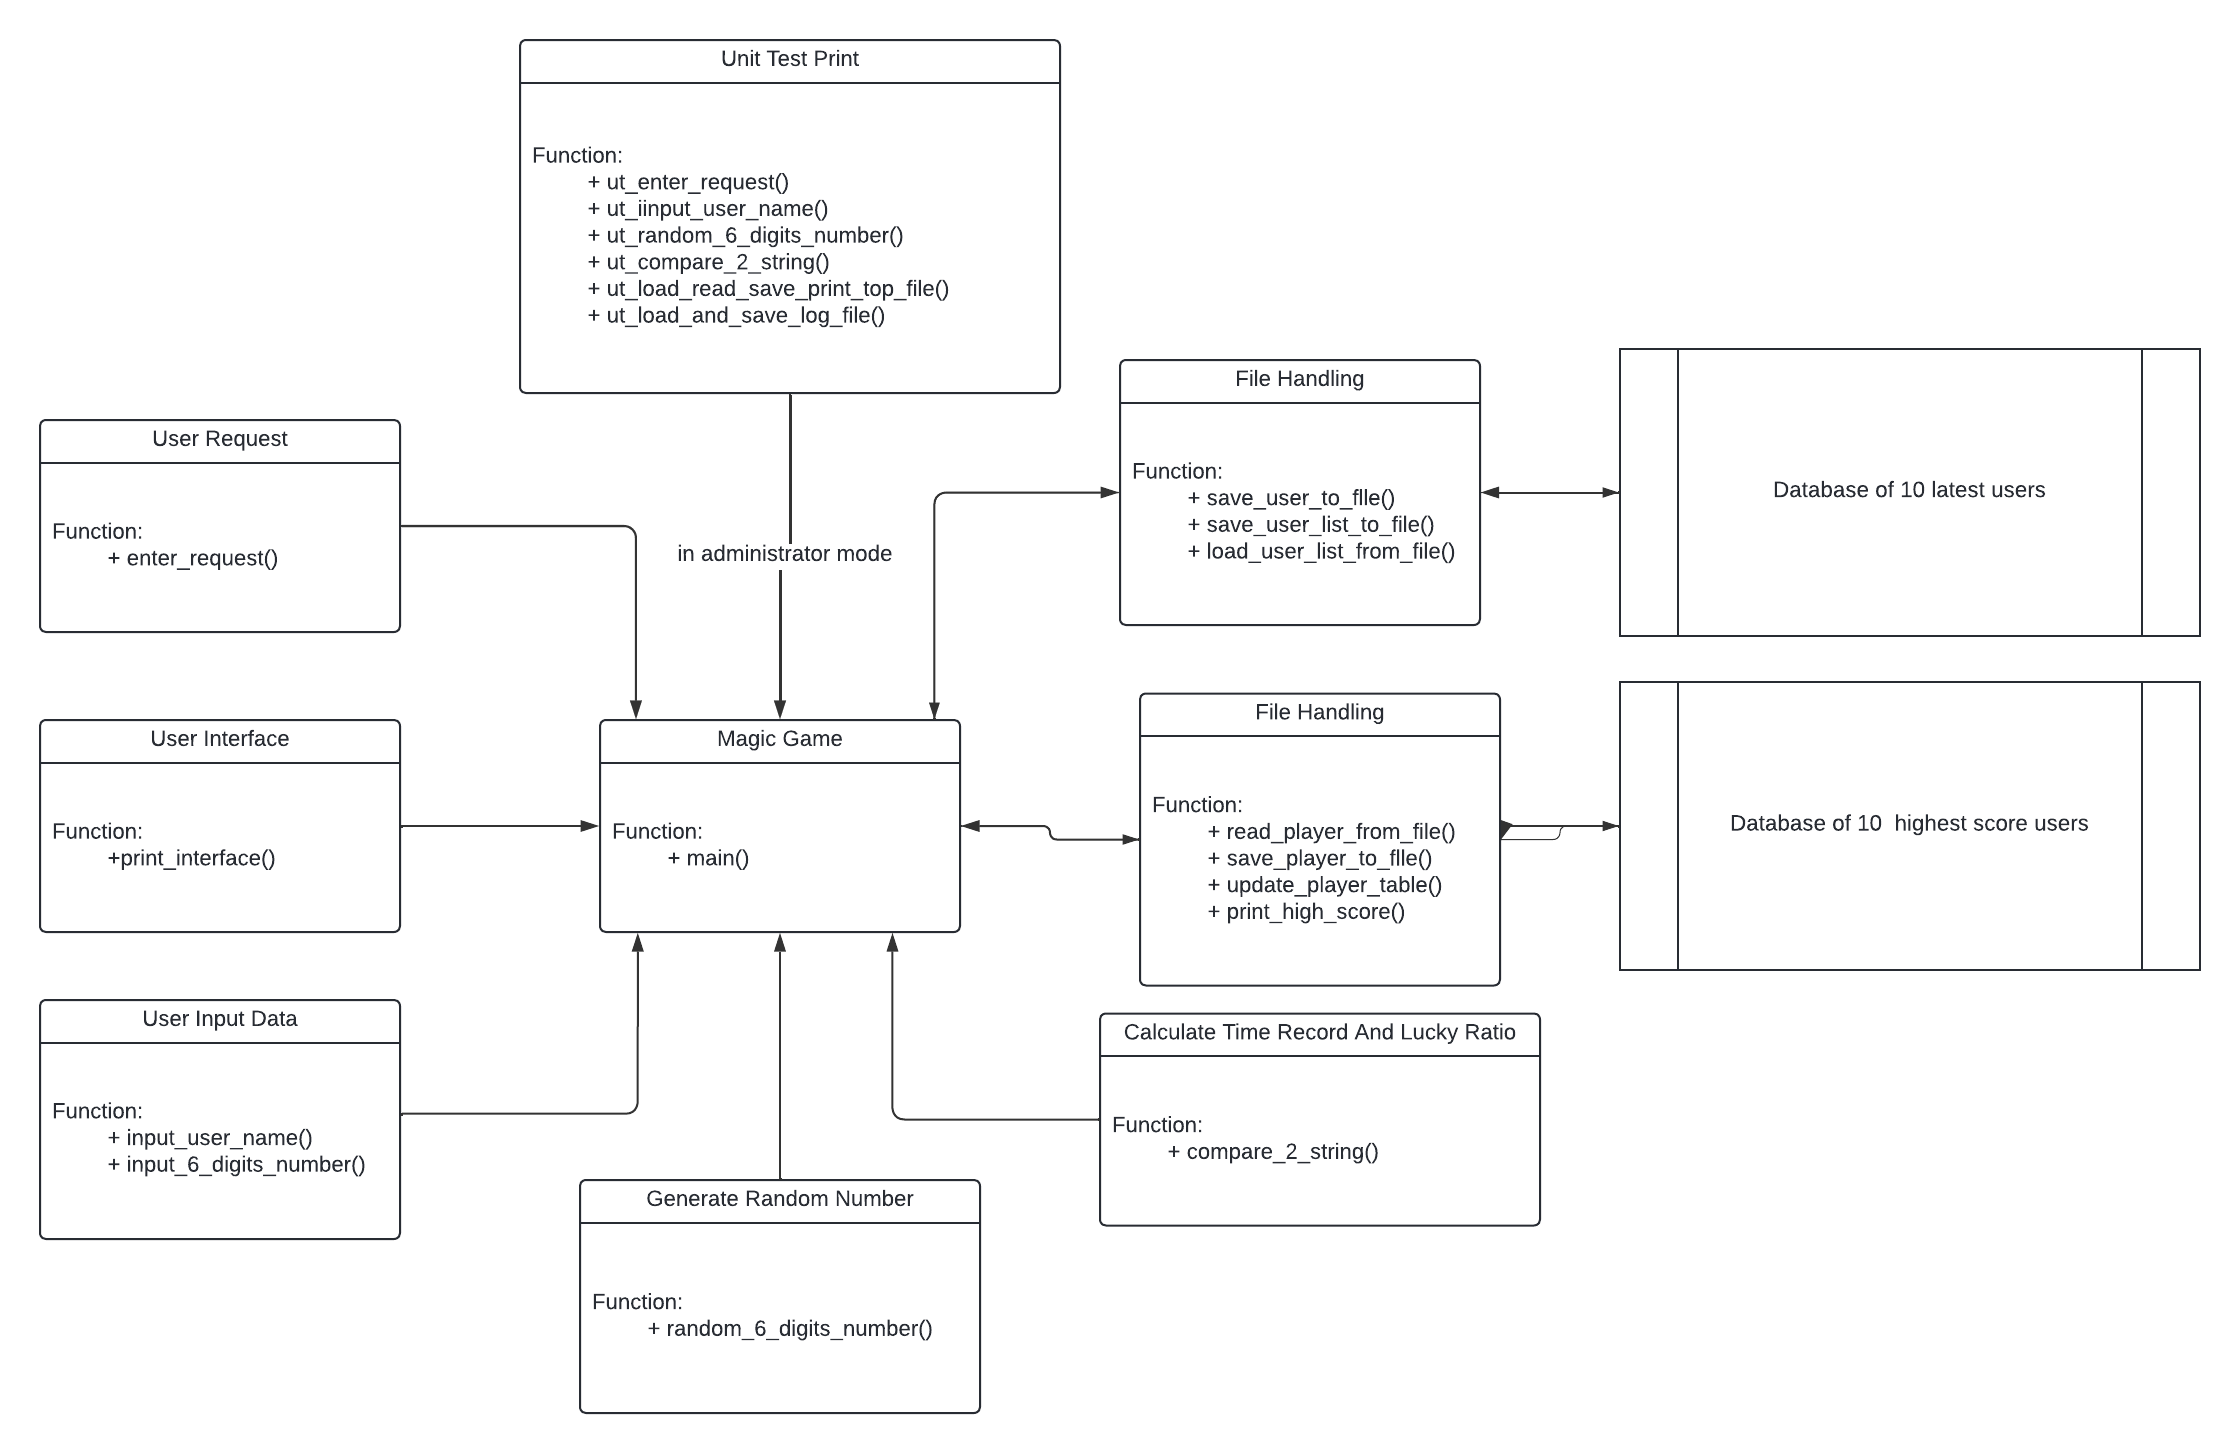 Unit Test Print
Function:
+ ut_enter_request()
+ ut_iinput_user_name()
+ ut_random_6_digits_number()
+ ut_compare_2_string()
+ ut_load_read_save_print_top_file()
+ ut_load_and_save_log_file()
File Handling
Function:
+ save_user_to_flle()
+ save_user_list_to_file()
+ load_user_list_from_file()
Database of 10 latest users
User Request
Function:
+ enter_request()
in administrator mode
User Interface
Function:
+print_interface()
Magic Game
Function:
+ main()
File Handling
Function:
+ read_player_from_file()
+ save_player_to_flle()
+ update_player_table()
+ print_high_score()
Database of 10  highest score users
User Input Data
Function:
+ input_user_name()
+ input_6_digits_number()
Calculate Time Record And Lucky Ratio
Function:
+ compare_2_string()
Generate Random Number
Function:
+ random_6_digits_number()